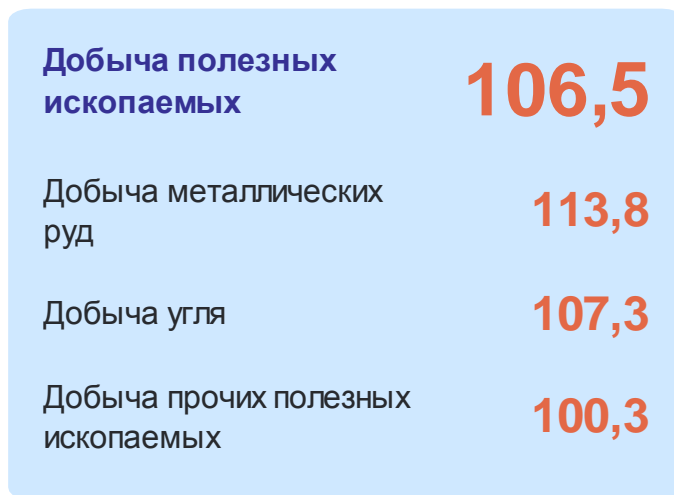 Добыча полезных
ископаемых
106,5
Добыча металлических
руд
113,8
Добыча угля
107,3
Добыча прочих полезных
ископаемых
100,3